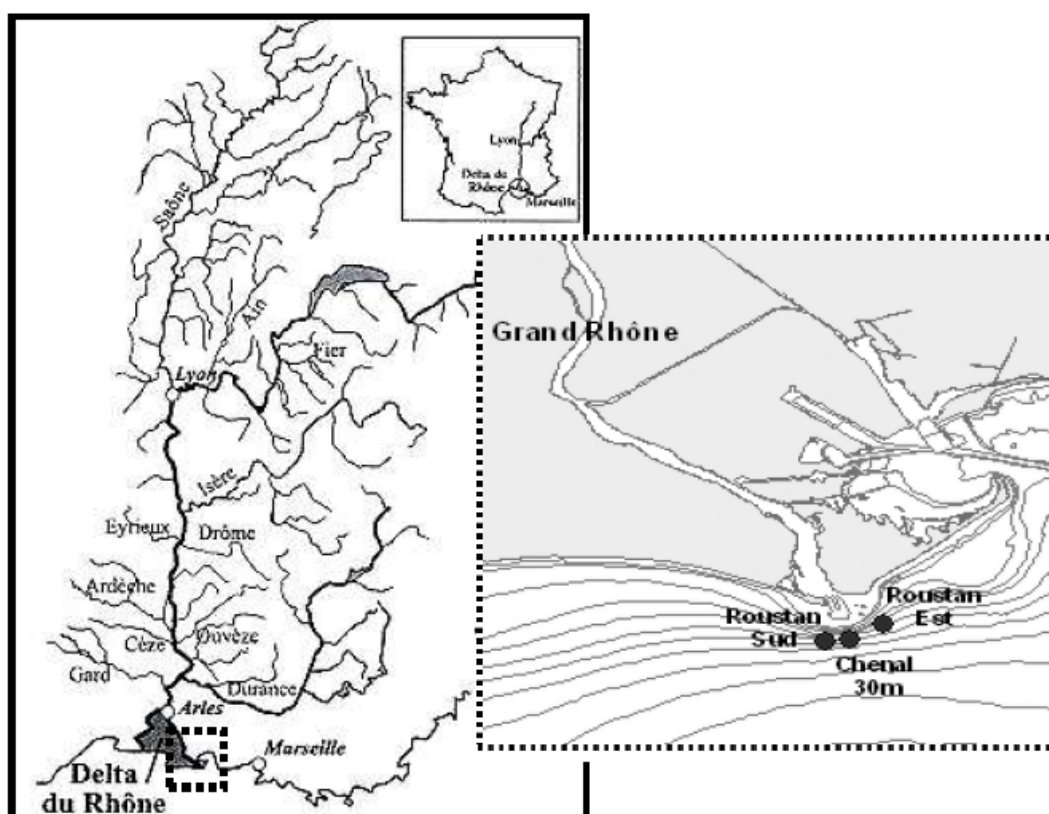 Lyon
Delta du
Rhône
Marseille
Saône
Ain
Fier
Lyon
Isère
Eyrieux
Drôme
Ardèche
Cèze
Ouvèze
Gard
Durance
Arles
Marseille
Delta
du Rhône
Grand Rhône
Roustan
Est
Roustan
Sud
Chenal
30m